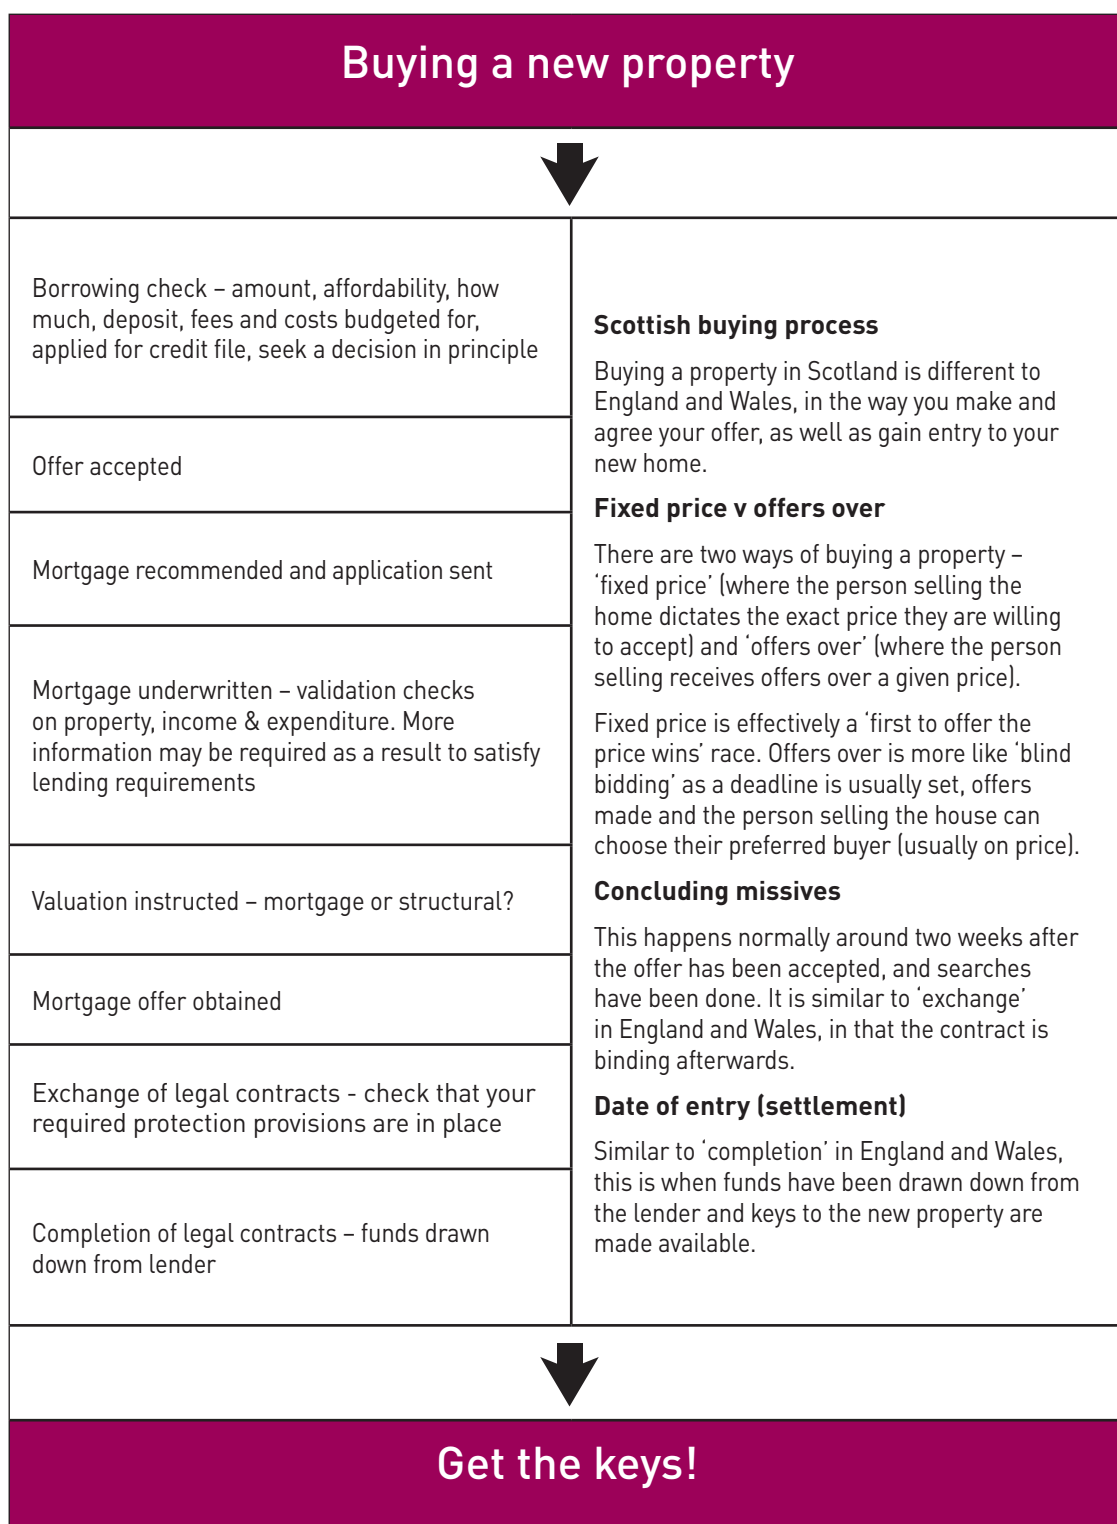 Buying a new property
Borrowing check – amount, affordability, how
much, deposit, fees and costs budgeted for,
applied for credit file, seek a decision in principle
Offer accepted
Mortgage recommended and application sent
Mortgage underwritten – validation checks
on property, income & expenditure. More
information may be required as a result to satisfy
lending requirements
Valuation instructed – mortgage or structural?
Mortgage offer obtained
Exchange of legal contracts - check that your
required protection provisions are in place
Completion of legal contracts – funds drawn
down from lender
Scottish buying process
Buying a property in Scotland is different to
England and Wales, in the way you make and
agree your offer, as well as gain entry to your
new home.
Fixed price v offers over
There are two ways of buying a property –
‘fixed price’ (where the person selling the
home dictates the exact price they are willing
to accept) and ‘offers over’ (where the person
selling receives offers over a given price).
Fixed price is effectively a ‘first to offer the
price wins’ race. Offers over is more like ‘blind
bidding’ as a deadline is usually set, offers
made and the person selling the house can
choose their preferred buyer (usually on price).
Concluding missives
This happens normally around two weeks after
the offer has been accepted, and searches
have been done. It is similar to ‘exchange’
in England and Wales, in that the contract is
binding afterwards.
Date of entry (settlement)
Similar to ‘completion’ in England and Wales,
this is when funds have been drawn down from
the lender and keys to the new property are
made available.
Get the keys!